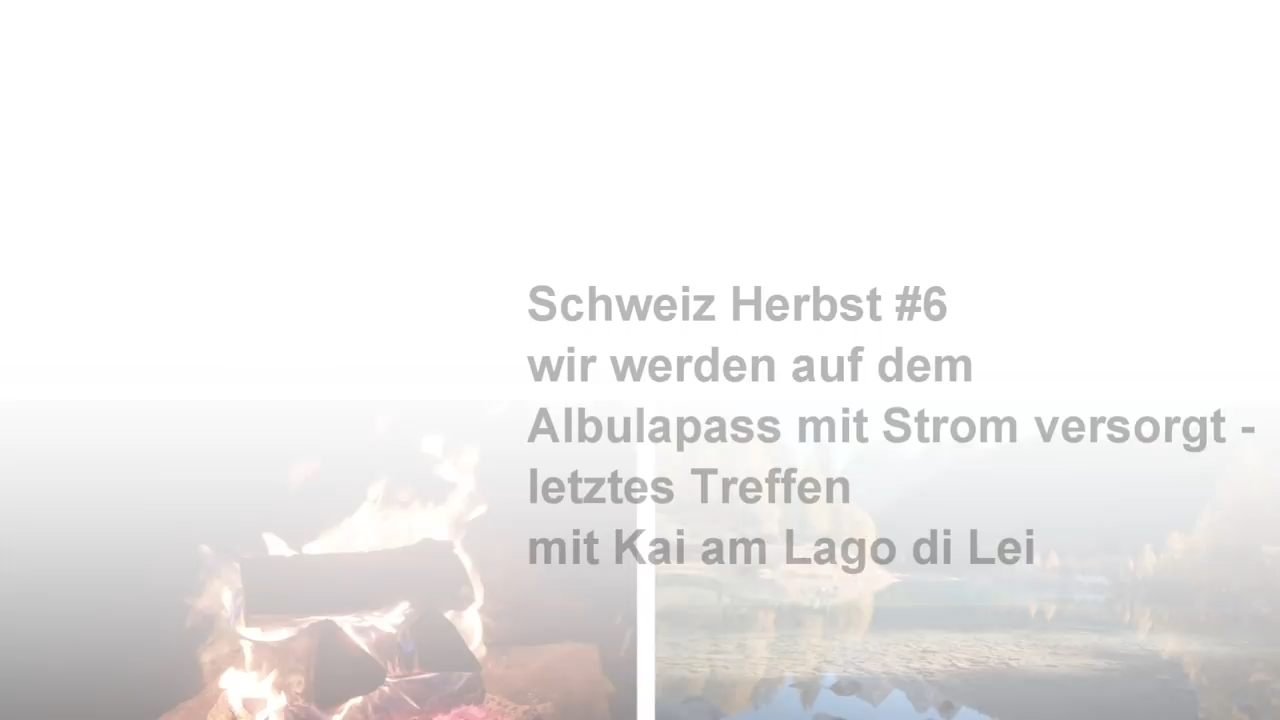 Schweiz Herbst #6
wir werden auf dem
Albulapass mit Strom versorgt -
letztes Treffen
mit Kai am Lago di Lei